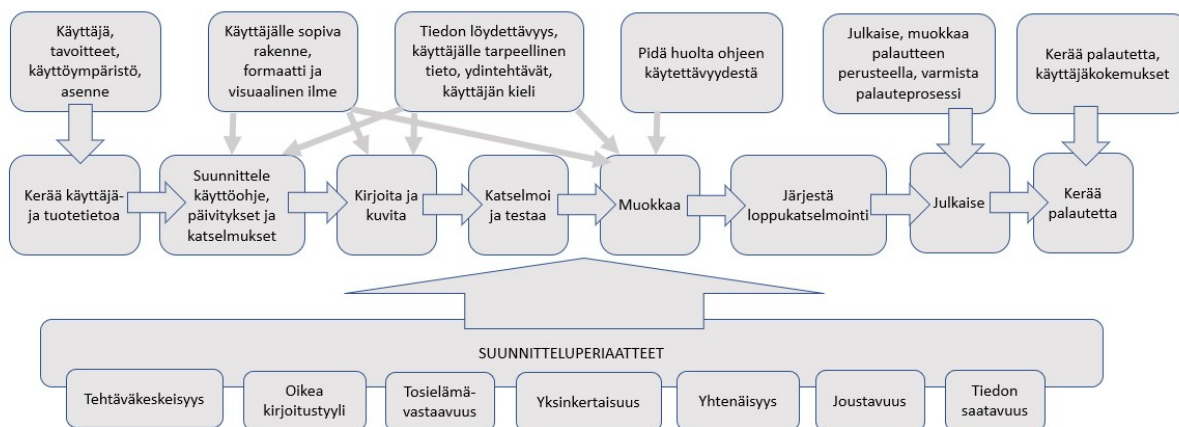 Käyttäjä,
tavoitteet,
käyttöympäristö,
asenne
Käyttäjälle sopiva
rakenne,
formaatti ja
visuaalinen ilme
Tiedon löydettävyys,
käyttäjälle tarpeellinen
tieto, ydintehtävät,
käyttäjän kieli
Pidä huolta ohjeen
käytettävyydestä
Julkaise, muokkaa
palautteen
perusteella, varmista
palauteprosessi
Kerää palautetta,
käyttäjäkokemukset
Kerää käyttäjä-
ja tuotetietoa
Suunnittele
käyttöohje,
päivitykset ja
katselmukset
Kirjoita ja
kuvita
Katselmoi
ja testaa
Muokkaa
Järjestä
loppukatselmointi
Julkaise
Kerää
palautetta
SUUNNITTELUPERIAATTEET
Tehtäväkeskeisyys
Oikea
kirjoitustyyli
Tosielämä-
vastaavuus
Yksinkertaisuus
Yhtenäisyys
Joustavuus
Tiedon
saatavuus